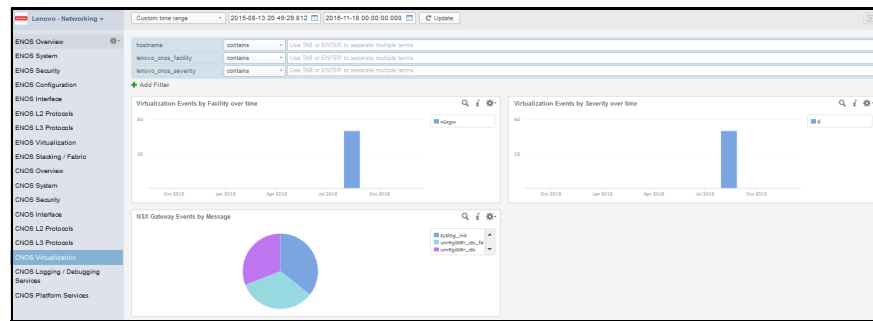 Lenovo - Networking
Custom time range
2015-08-13 20:49:29.812
2016-11-18 00:00:00.000
Update
ENOS Overview
ENOS System
ENOS Security
ENOS Configuration
ENOS Interface
ENOS L2 Protocols
ENOS L3 Protocols
ENOS Virtualization
ENOS Stacking / Fabric
CNOS Overview
CNOS System
CNOS Security
CNOS Interface
CNOS L2 Protocols
CNOS L3 Protocols
CNOS Virtualization
CNOS Logging / Debugging
Services
CNOS Platform Services
hostname contains Use TAB or ENTER to separate multiple terms
lenovo_cnos_facility contains Use TAB or ENTER to separate multiple terms
lenovo_cnos_severity contains Use TAB or ENTER to separate multiple terms
Add Filter
Virtualization Events by Facility over time
50
25
Oct 2015 Jan 2016 Apr 2016 Jul 2016 Oct 2016
nsxgw
Virtualization Events by Severity over time
50
25
Oct 2015 Jan 2016 Apr 2016 Jul 2016 Oct 2016
6
NSX Gateway Events by Message
syslog_init